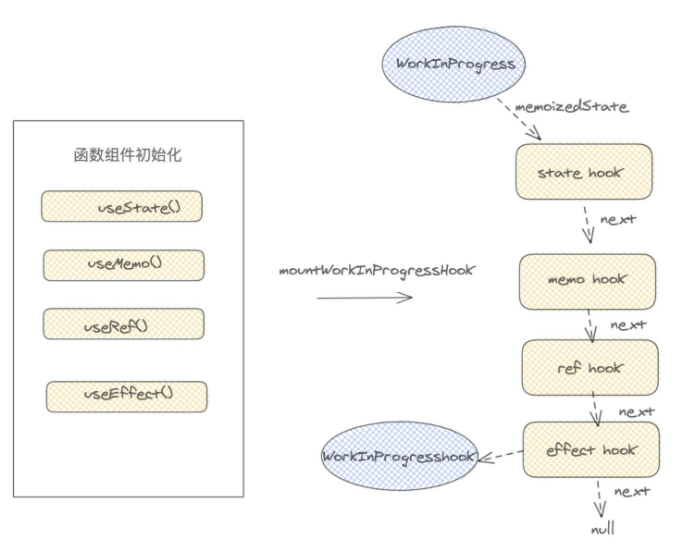 函数组件初始化
useState()
useMemo()
useRef()
useEffect()
mountWorkInProgressHook
WorkInProgress
memoizedState
state hook
next
memo hook
next
ref hook
next
effect hook
WorkInProgresshook
next
null